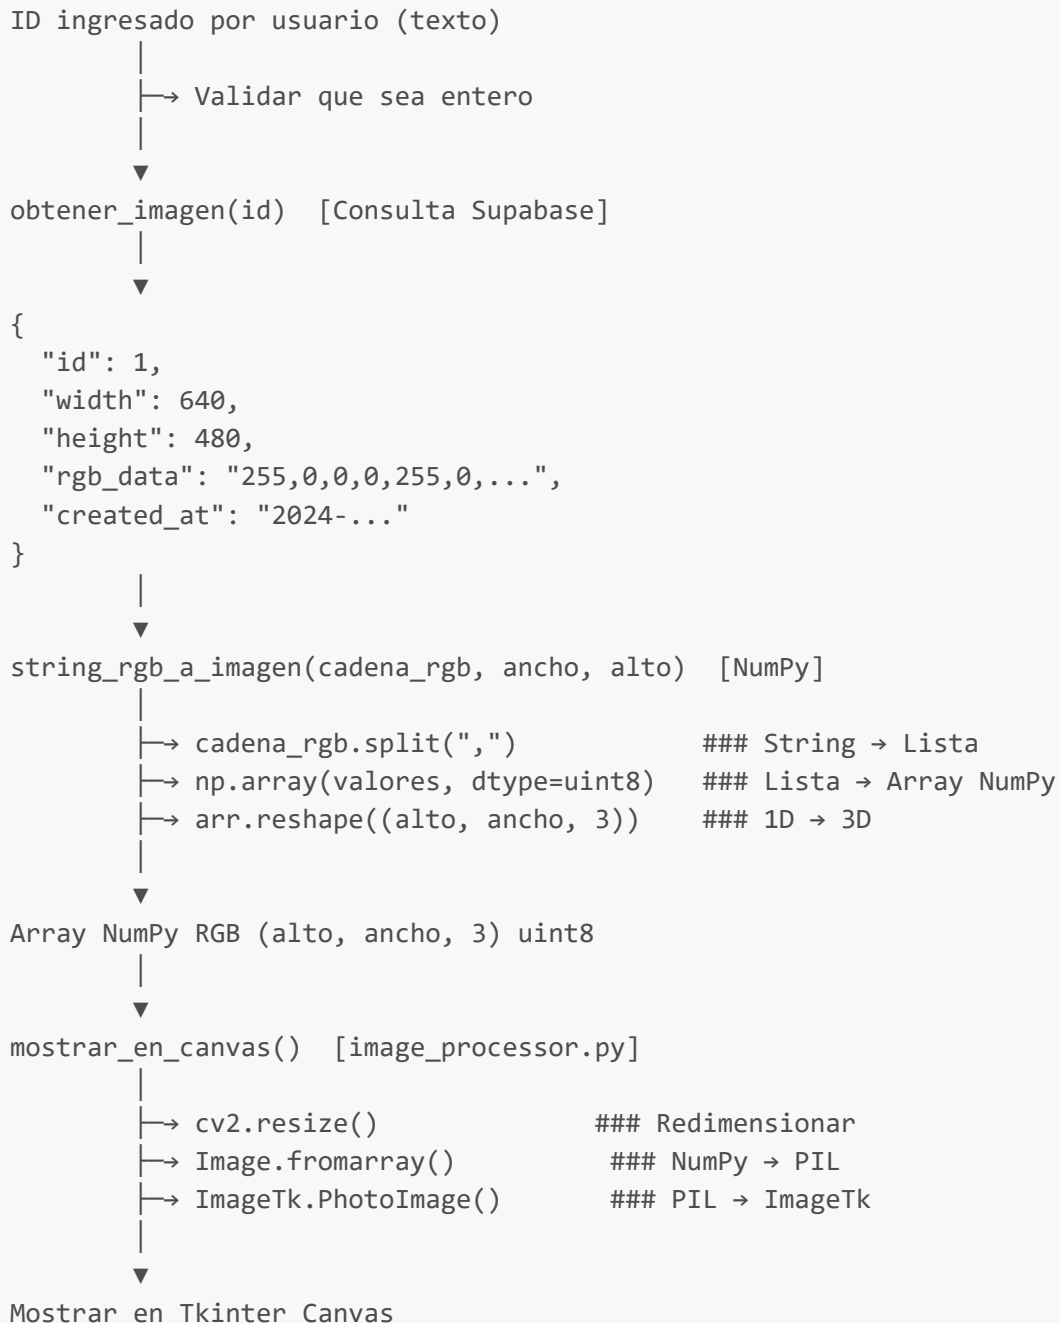 ID ingresado por usuario (texto)
│
├─→ Validar que sea entero
│
▼
obtener_imagen(id)  [Consulta Supabase]
│
▼
{
"id": 1,
"width": 640,
"height": 480,
"rgb_data": "255,0,0,0,255,0,...",
"created_at": "2024-..."
}
│
▼
string_rgb_a_imagen(cadena_rgb, ancho, alto)  [NumPy]
│
├─→ cadena_rgb.split(",")             ### String → Lista
├─→ np.array(valores, dtype=uint8)   ### Lista → Array NumPy
├─→ arr.reshape((alto, ancho, 3))     ### 1D → 3D
│
▼
Array NumPy RGB (alto, ancho, 3) uint8
│
▼
mostrar_en_canvas()  [image_processor.py]
│
├─→ cv2.resize()             ### Redimensionar
├─→ Image.fromarray()         ### NumPy → PIL
├─→ ImageTk.PhotoImage()      ### PIL → ImageTk
│
▼
Mostrar en Tkinter Canvas